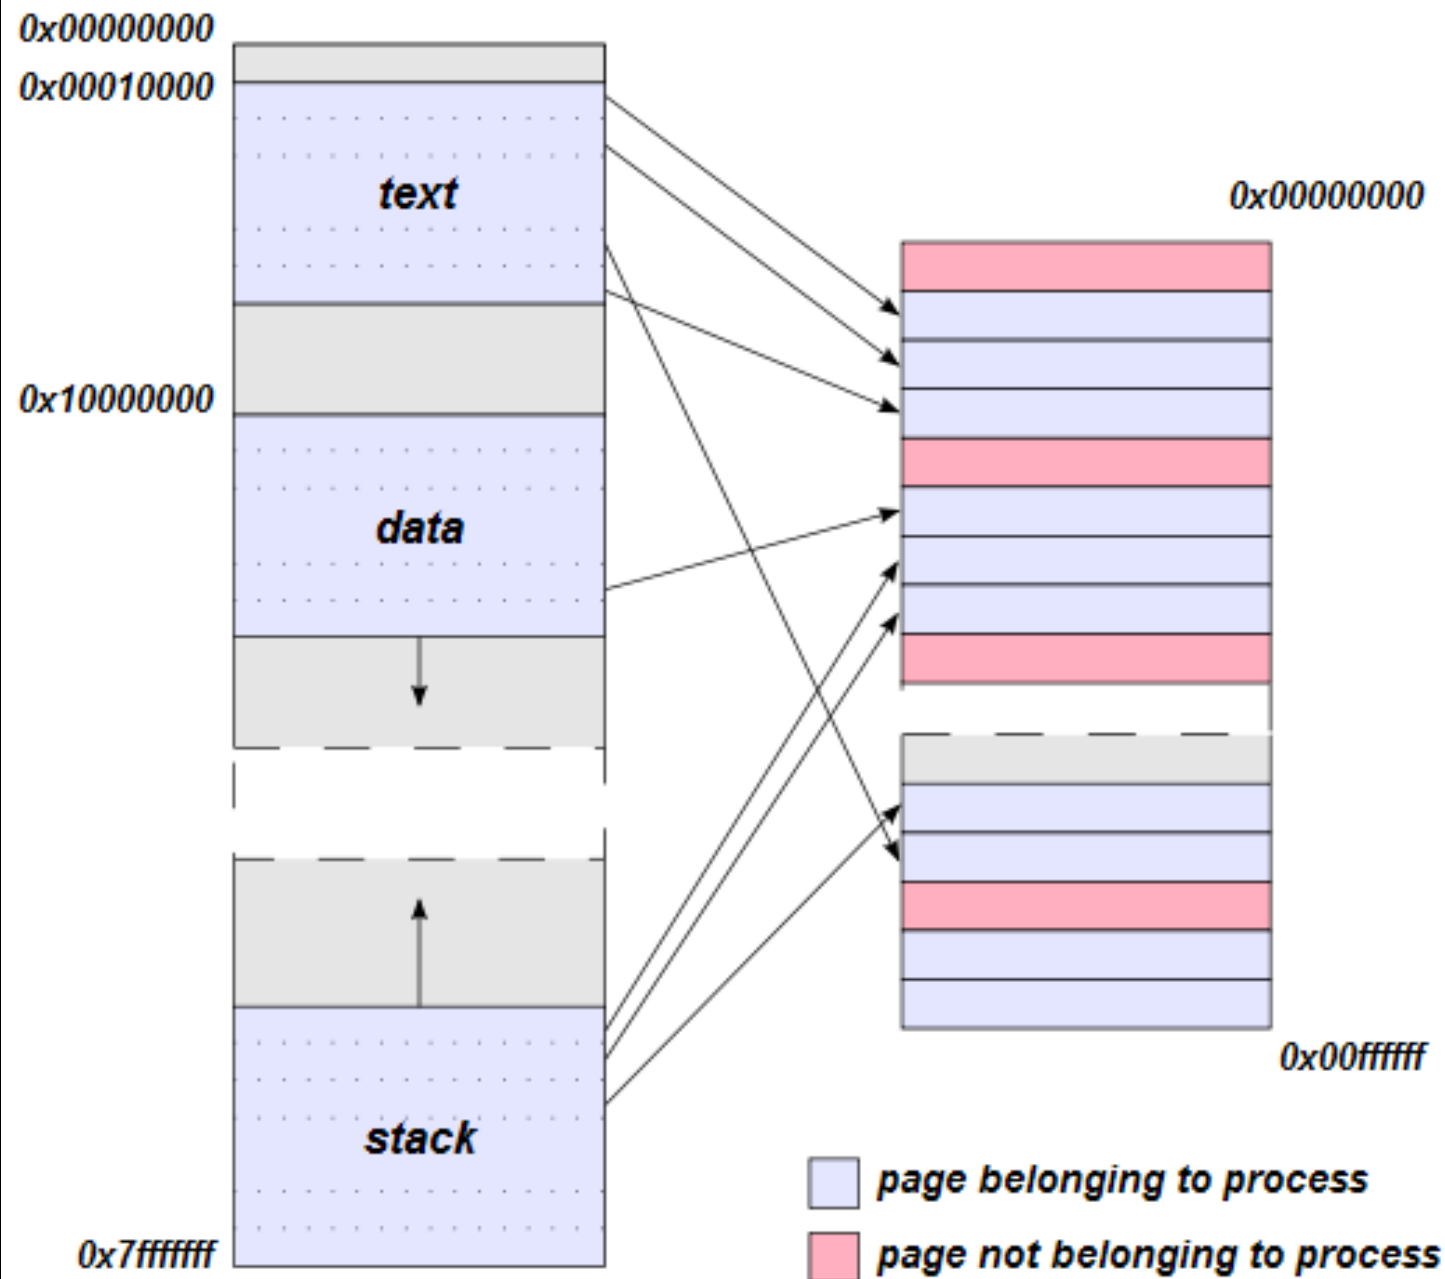 0x00000000
0x00010000
text
0x00000000
0x10000000
data
stack
0x00ffffff
page belonging to process
0x7fffffff
page not belonging to process